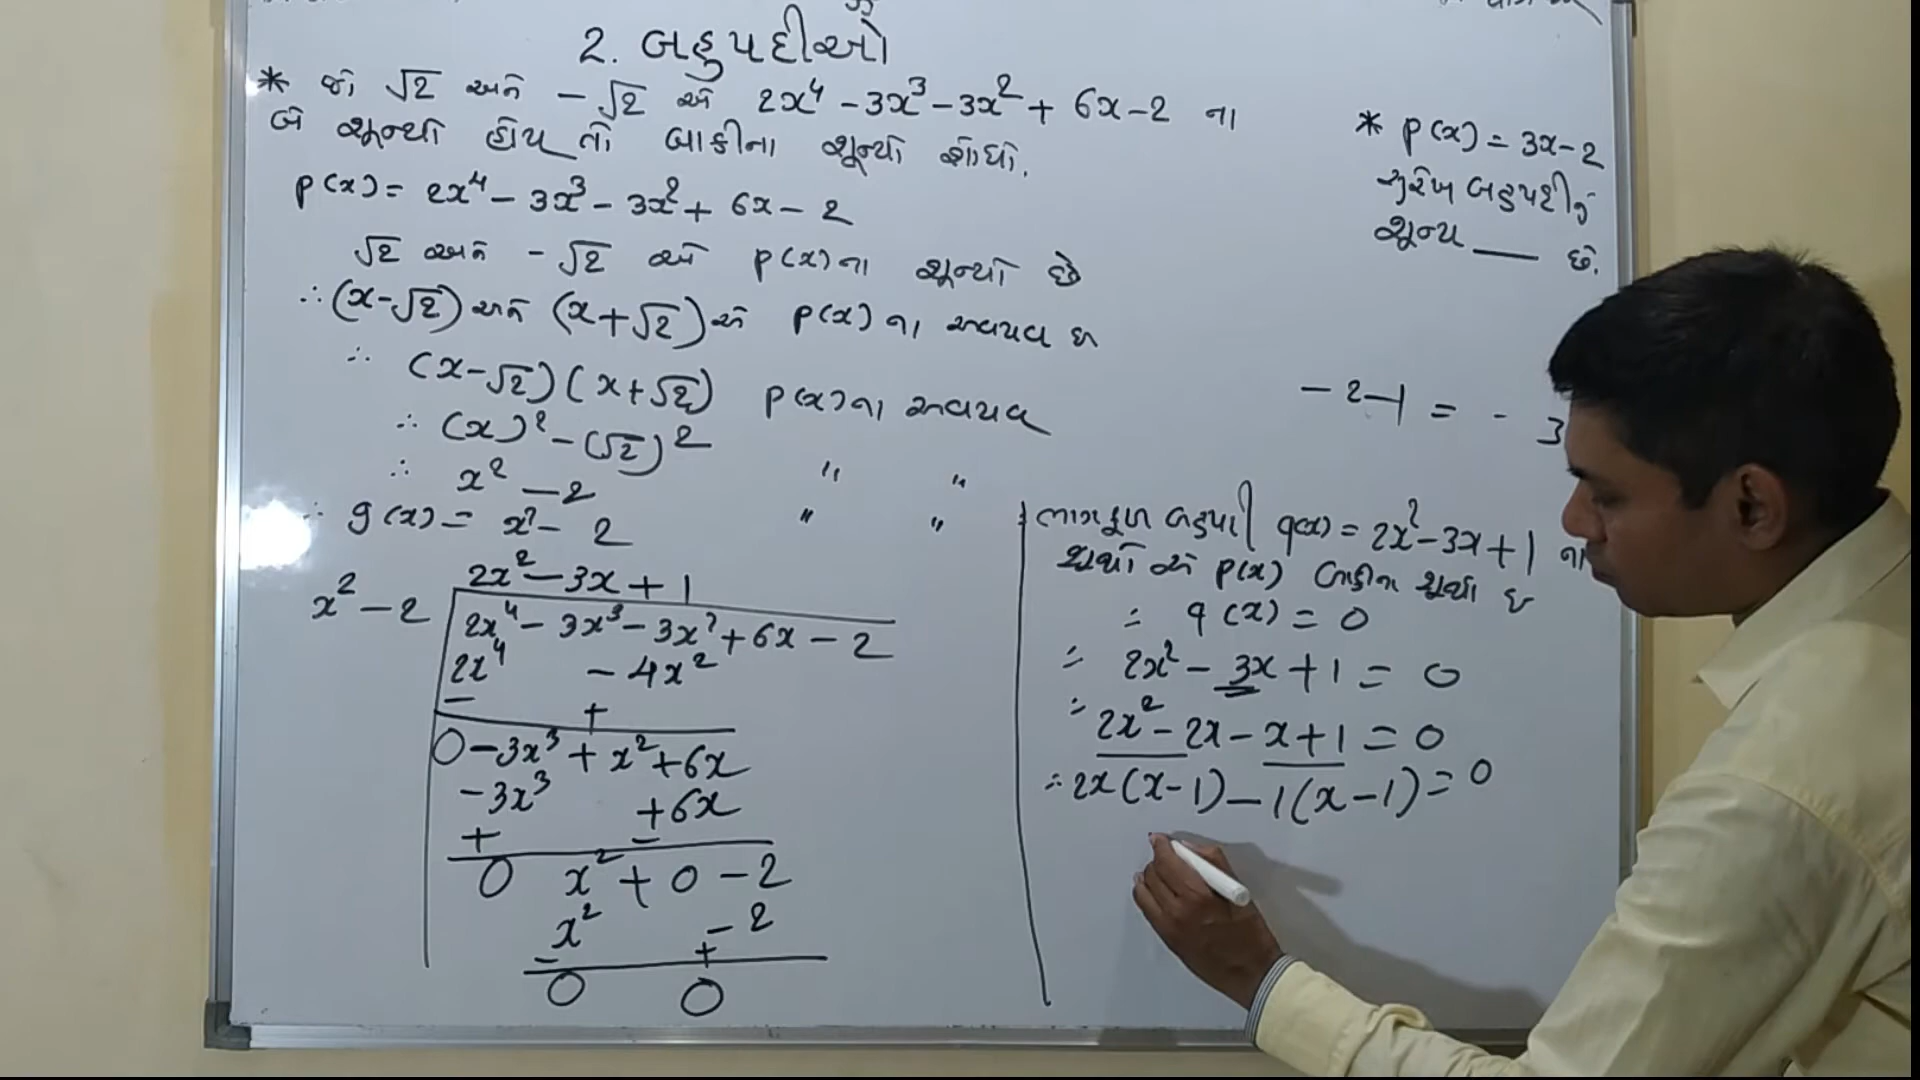 2. બહુપદીઓ
* જો √2 અને -√2 એ 2x⁴ - 3x³ - 3x² + 6x - 2 ના
બે શૂન્યો હોય તો બાકીના શૂન્યો શોધો.
p(x) = 2x⁴ - 3x³ - 3x² + 6x - 2
√2 અને -√2 એ p(x) ના શૂન્યો છે
∴ (x-√2) અને (x+√2) એ p(x) ના અવયવ છે
∴ (x-√2)(x+√2) p(x) ના અવયવ
∴ (x)² - (√2)²
∴ x² - 2 " "
∴ g(x) = x² - 2 " "
2x² - 3x + 1
x² - 2 2x⁴ - 3x³ - 3x² + 6x - 2
2x⁴ - 4x²
- +
0 - 3x³ + x² + 6x
- 3x³ + 6x
+ -
0 x² + 0 - 2
x² - 2
- +
0 0
* p(x) = 3x - 2
સુરેખ બહુપદીનું
શૂન્ય ___ છે.
- 2 - 1 = - 3
ભાગફળ બહુપદી q(x) = 2x² - 3x + 1 ના
શૂન્યો એ p(x) બાકીના શૂન્યો છે
∴ q(x) = 0
∴ 2x² - 3x + 1 = 0
∴ 2x² - 2x - x + 1 = 0
∴ 2x(x-1) - 1(x-1) = 0